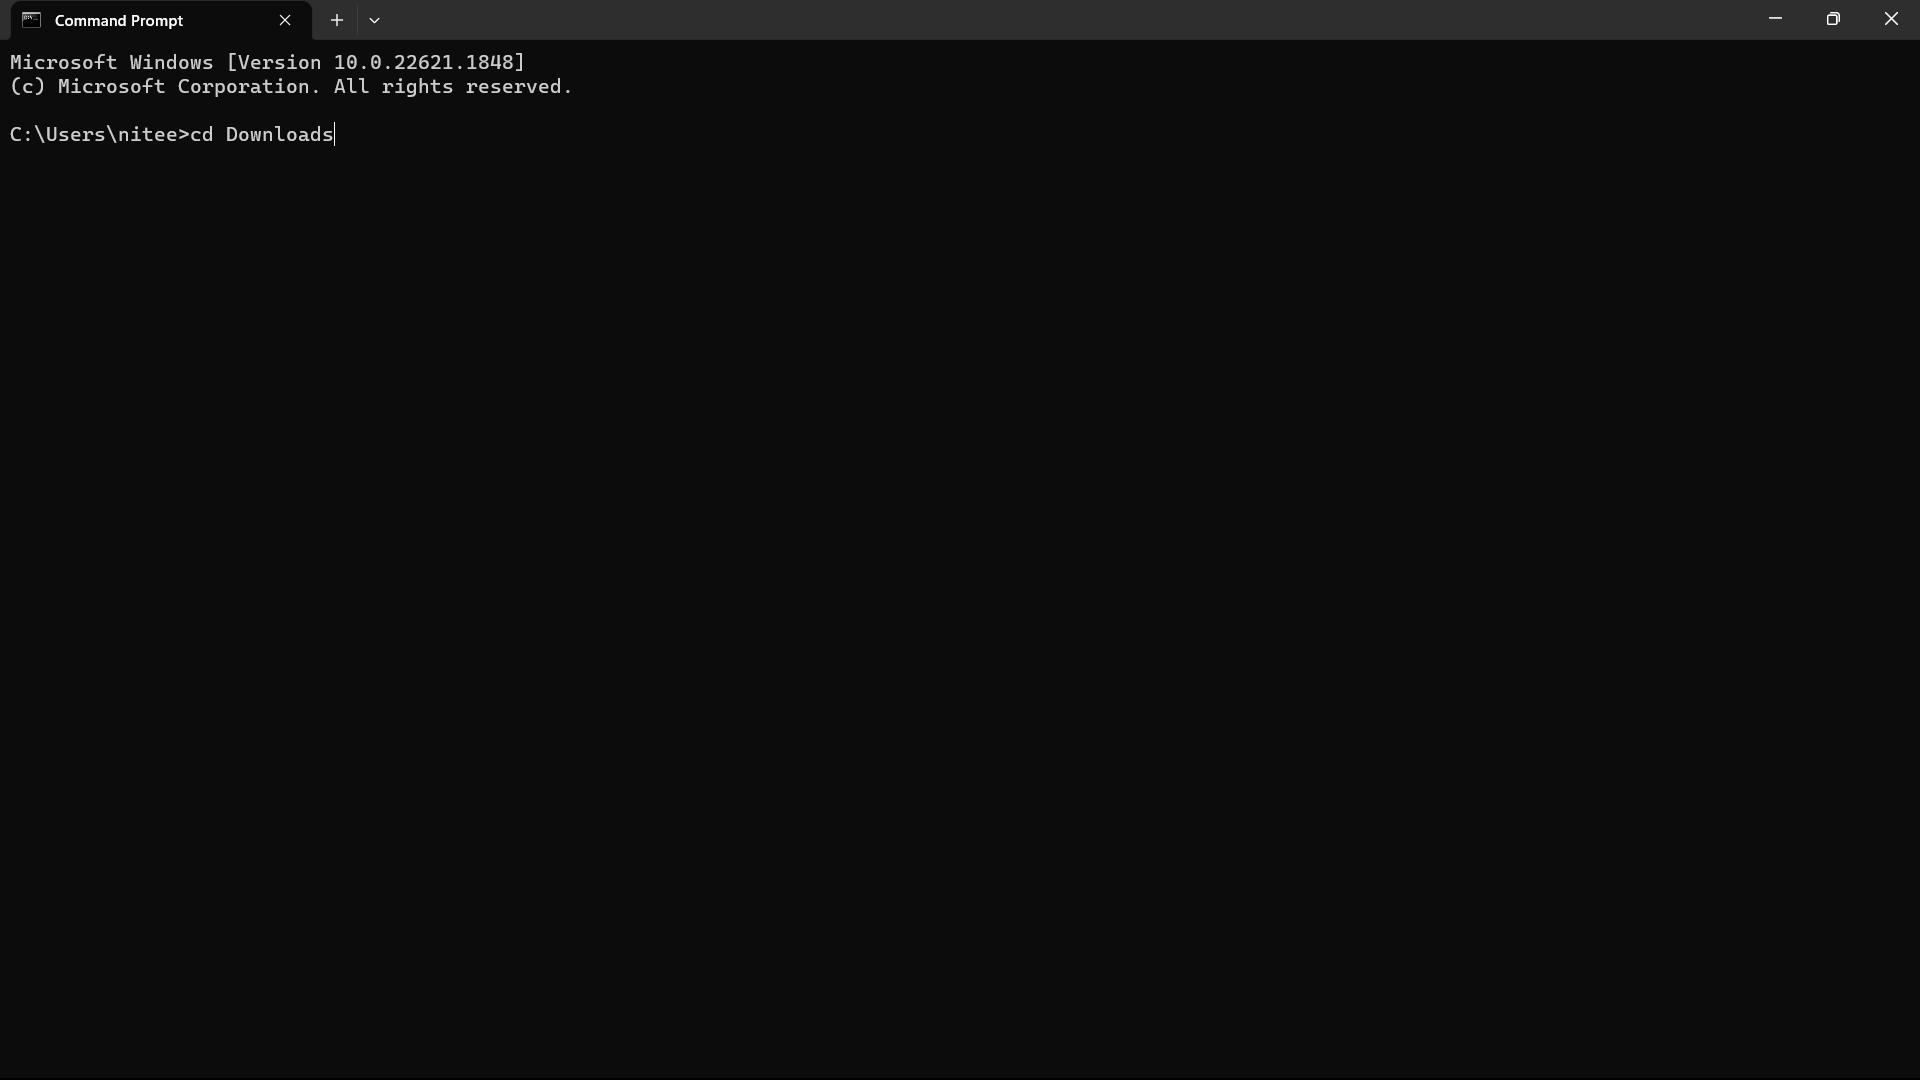 Command Prompt
Microsoft Windows [Version 10.0.22621.1848]
(c) Microsoft Corporation. All rights reserved.
C:\Users\nitee>cd Downloads